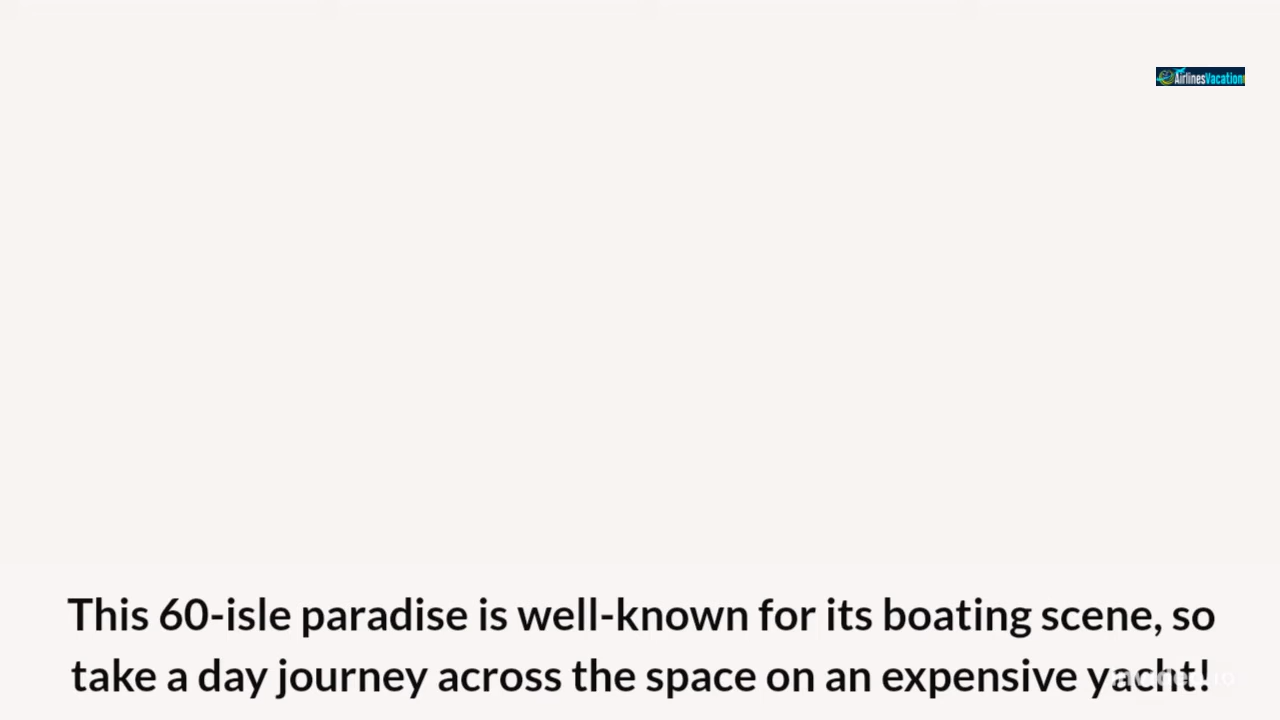 AirlinesVacation
This 60-isle paradise is well-known for its boating scene, so
take a day journey across the space on an expensive yacht!